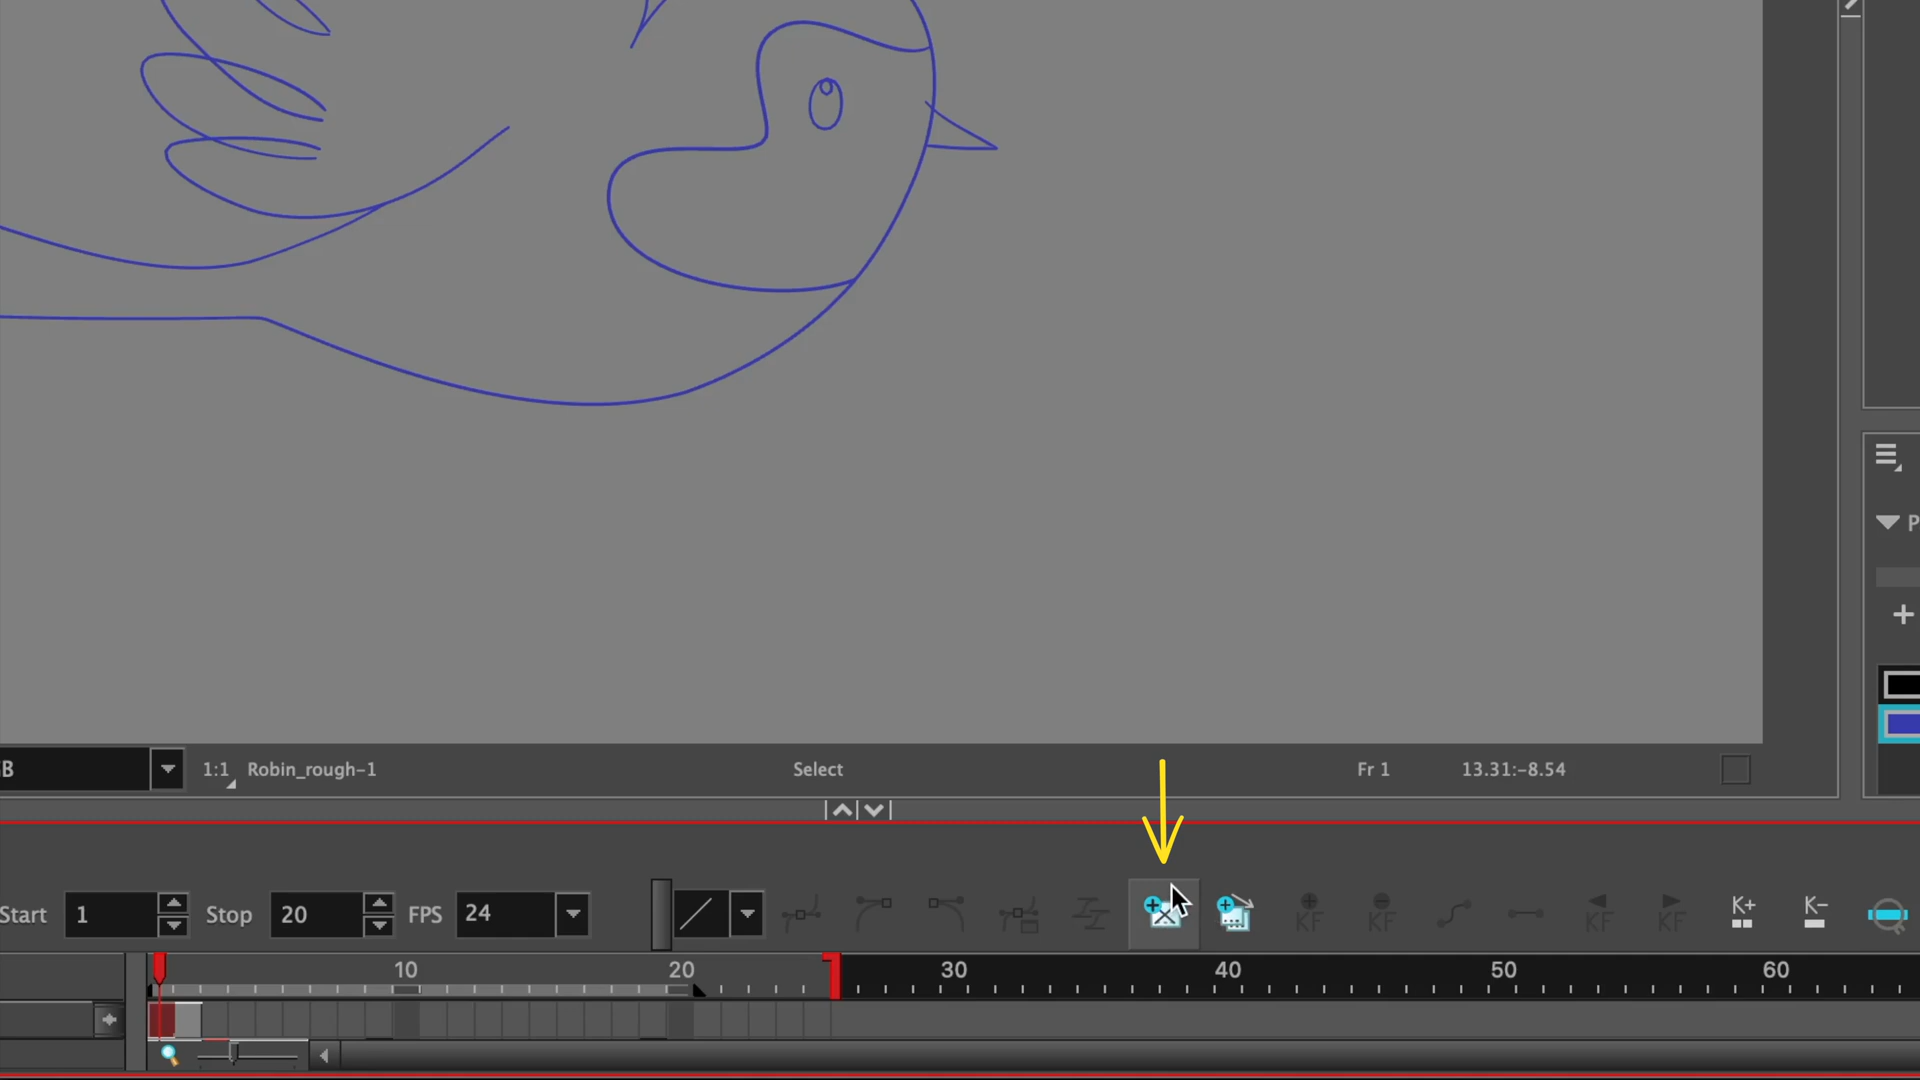 P
B
1:1 Robin_rough-1 Select Fr 1 13.31:-8.54
Start 1 Stop 20 FPS 24
KF KF KF KF K+ K-
10 20 30 40 50 60